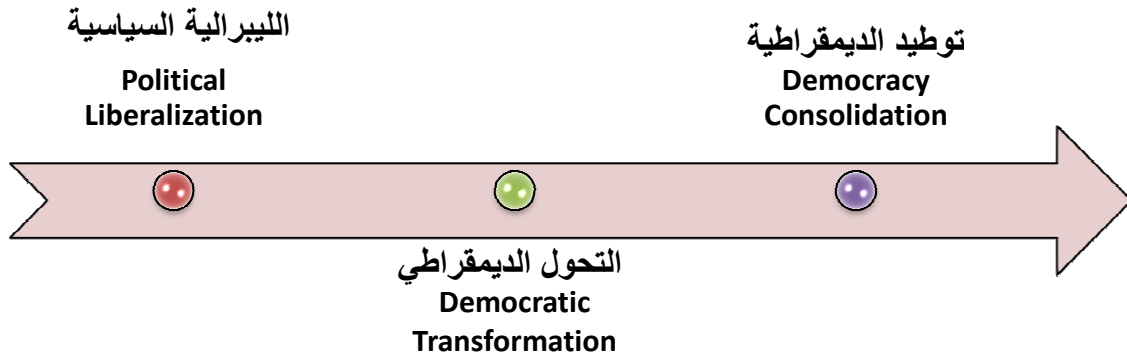 الليبرالية السياسية
Political
Liberalization
توطيد الديمقراطية
Democracy
Consolidation
التحول الديمقراطي
Democratic
Transformation